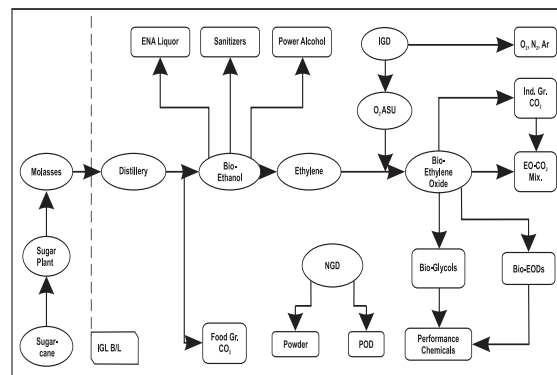 ENA Liquor
Sanitizers
Power Alcohol
IGD
O₂, N₂, Ar
O₂ ASU
Ind. Gr.
CO₂
Molasses
Distillery
Bio-
Ethanol
Ethylene
Bio-
Ethylene
Oxide
EO-CO₂
Mix.
Sugar
Plant
NGD
Bio-Glycols
Bio-EODs
Sugar-
cane
IGL B/L
Food Gr.
CO₂
Powder
POD
Performance
Chemicals